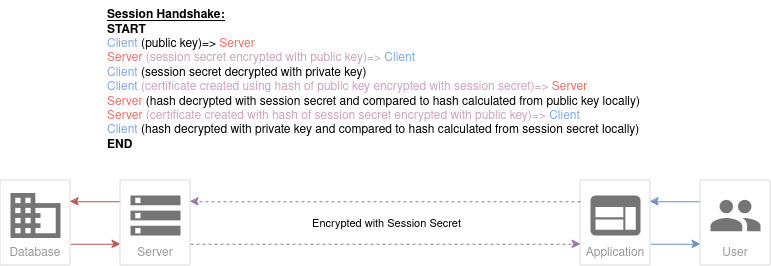 Session Handshake:
START
Client (public key)=> Server
Server (session secret encrypted with public key)=> Client
Client (session secret decrypted with private key)
Client (certificate created using hash of public key encrypted with session secret)=> Server
Server (hash decrypted with session secret and compared to hash calculated from public key locally)
Server (certificate created with hash of session secret encrypted with public key)=> Client
Client (hash decrypted with private key and compared to hash calculated from session secret locally)
END
Encrypted with Session Secret
Database
Server
Application
User